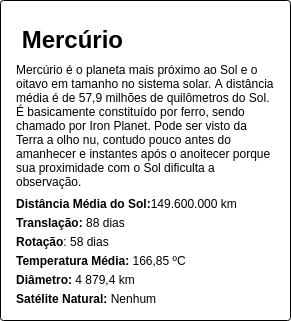 Mercúrio
Mercúrio é o planeta mais próximo ao Sol e o
oitavo em tamanho no sistema solar. A distância
média é de 57,9 milhões de quilômetros do Sol.
É basicamente constituído por ferro, sendo
chamado por Iron Planet. Pode ser visto da
Terra a olho nu, contudo pouco antes do
amanhecer e instantes após o anoitecer porque
sua proximidade com o Sol dificulta a
observação.
Distância Média do Sol:149.600.000 km
Translação: 88 dias
Rotação: 58 dias
Temperatura Média: 166,85 ºC
Diâmetro: 4 879,4 km
Satélite Natural: Nenhum